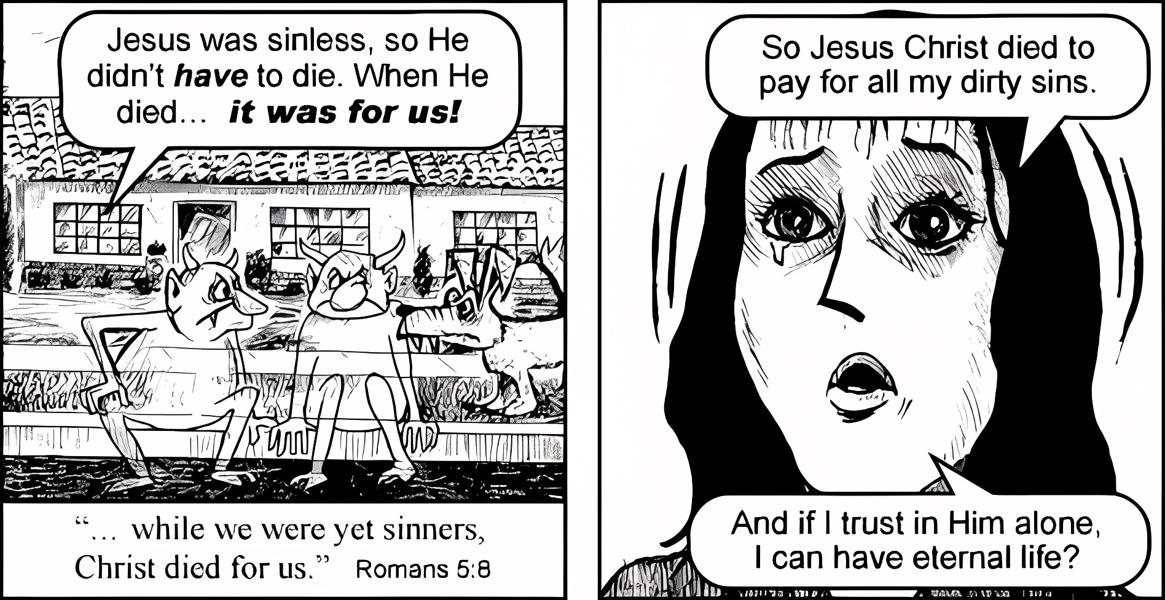 Jesus was sinless, so He
didn't have to die. When He
died... it was for us!
"... while we were yet sinners,
Christ died for us." Romans 5:8
So Jesus Christ died to
pay for all my dirty sins.
And if I trust in Him alone,
I can have eternal life?